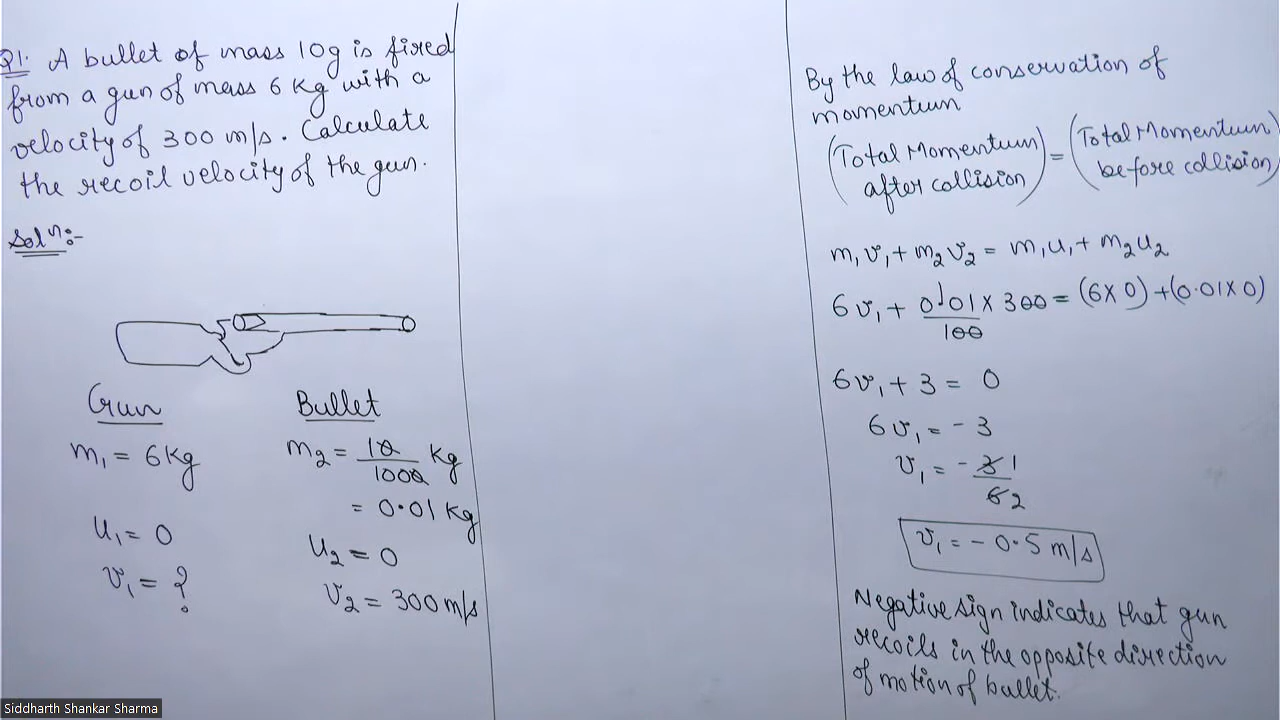 Q1. A bullet of mass 10g is fired
from a gun of mass 6 Kg with a
velocity of 300 m/s. Calculate
the recoil velocity of the gun.
Solⁿ:-
Gun
m₁ = 6kg
u₁ = 0
v₁ = ?
Bullet
m₂ = 10/1000 Kg
= 0.01 kg
u₂ = 0
v₂ = 300 m/s
By the law of conservation of
momentum
(Total Momentum after collision) = (Total Momentum before collision)
m₁v₁ + m₂v₂ = m₁u₁ + m₂u₂
6v₁ + 0.01/100 × 300 = (6×0) + (0.01×0)
6v₁ + 3 = 0
6v₁ = -3
v₁ = -3/6 1/2
v₁ = -0.5 m/s
Negative sign indicates that gun
recoils in the opposite direction
of motion of bullet.
Siddharth Shankar Sharma